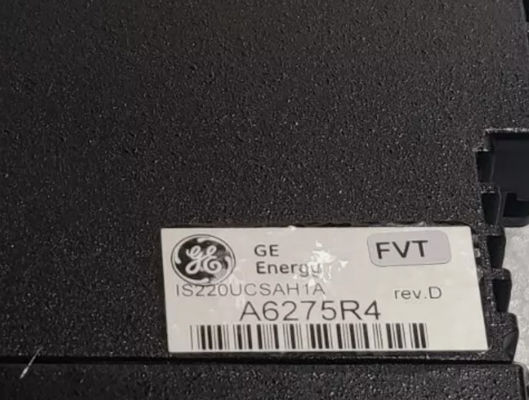 GE
Energy
FVT
IS220UCSAH1A
rev.D
A6275R4